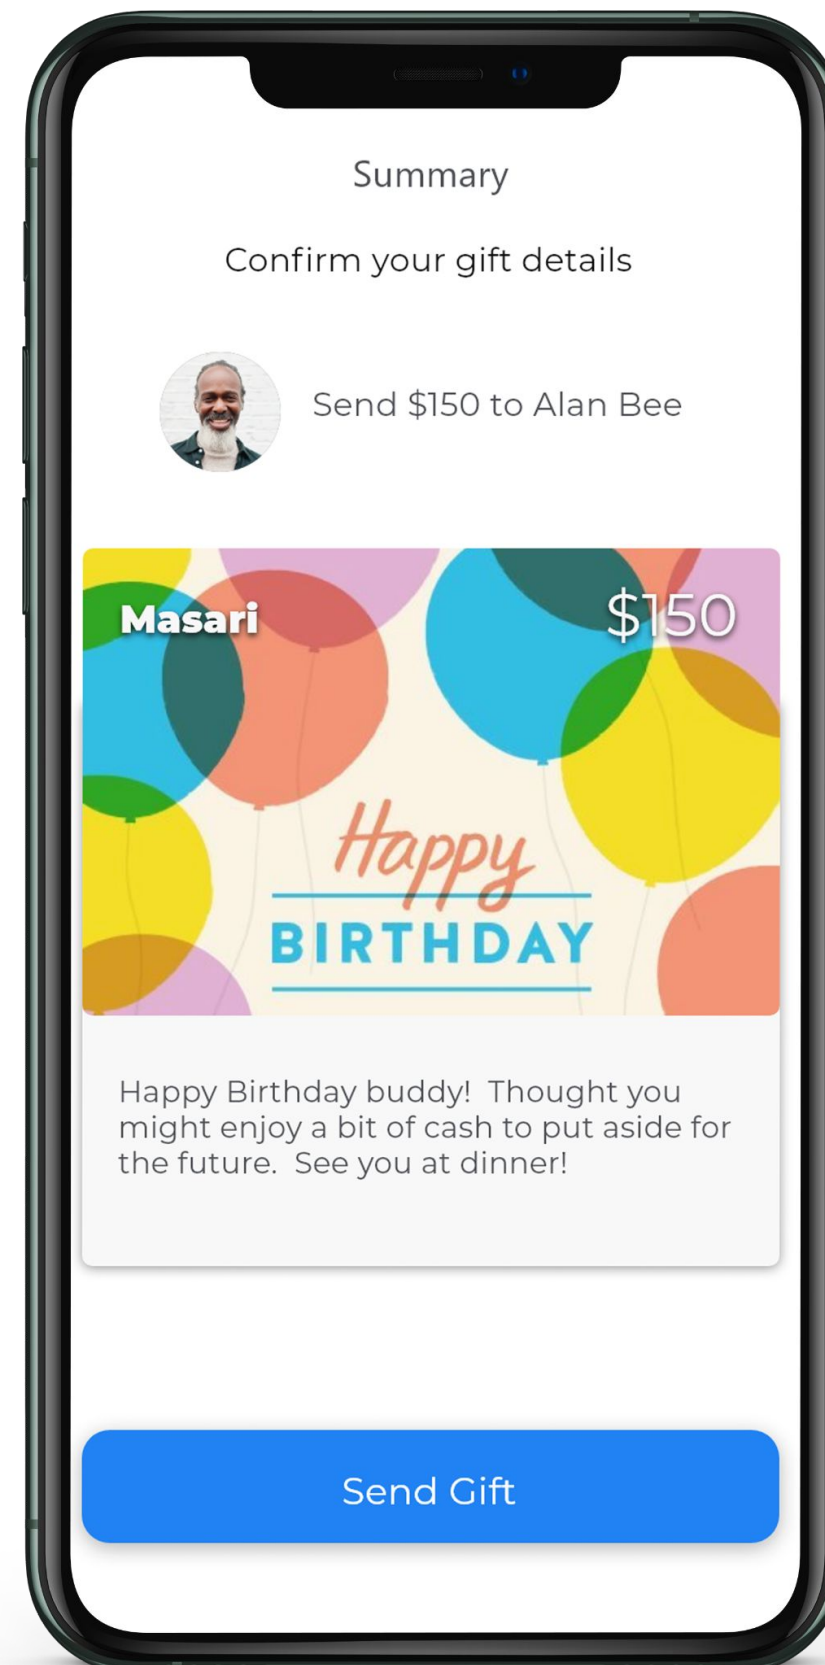 Summary
Confirm your gift details
Send $150 to Alan Bee
Masari
$150
Happy
BIRTHDAY
Happy Birthday buddy!  Thought you
might enjoy a bit of cash to put aside for
the future.  See you at dinner!
Send Gift